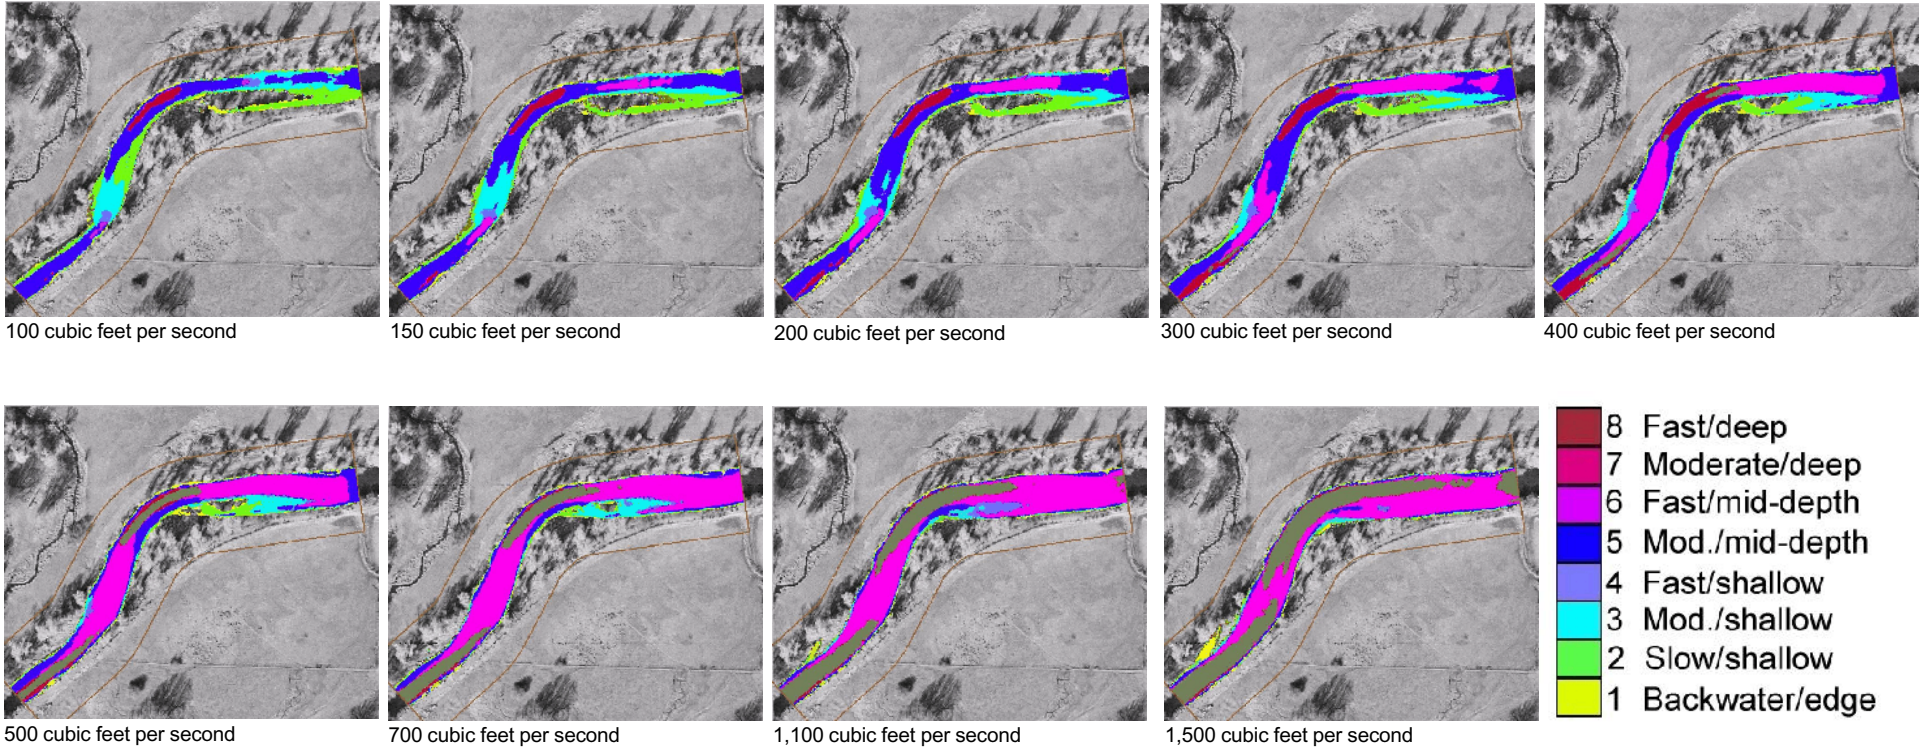 100 cubic feet per second
150 cubic feet per second
200 cubic feet per second
300 cubic feet per second
400 cubic feet per second
500 cubic feet per second
700 cubic feet per second
1,100 cubic feet per second
1,500 cubic feet per second
8 Fast/deep
7 Moderate/deep
6 Fast/mid-depth
5 Mod./mid-depth
4 Fast/shallow
3 Mod./shallow
2 Slow/shallow
1 Backwater/edge